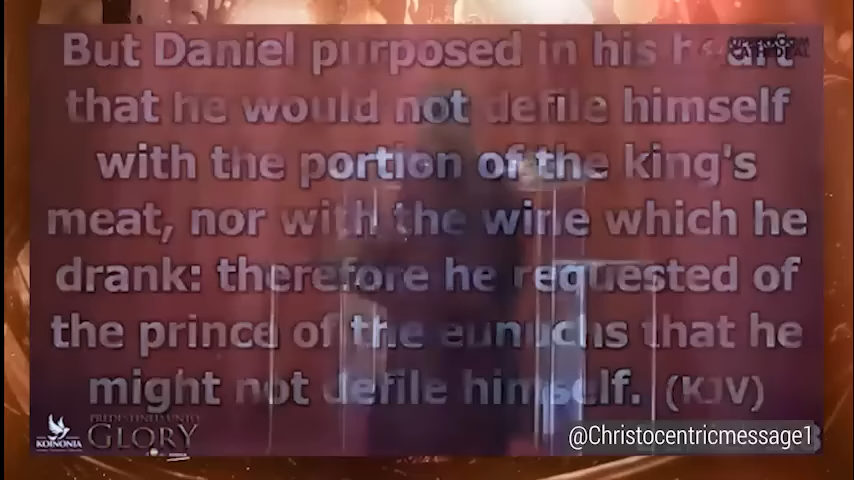 But Daniel purposed in his heart
that he would not defile himself
with the portion of the king's
meat, nor with the wine which he
drank: therefore he requested of
the prince of the eunuchs that he
might not defile himself. (KJV)
KOINONIA
PREDESTINED UNTO
GLORY
@Christocentricmessage1